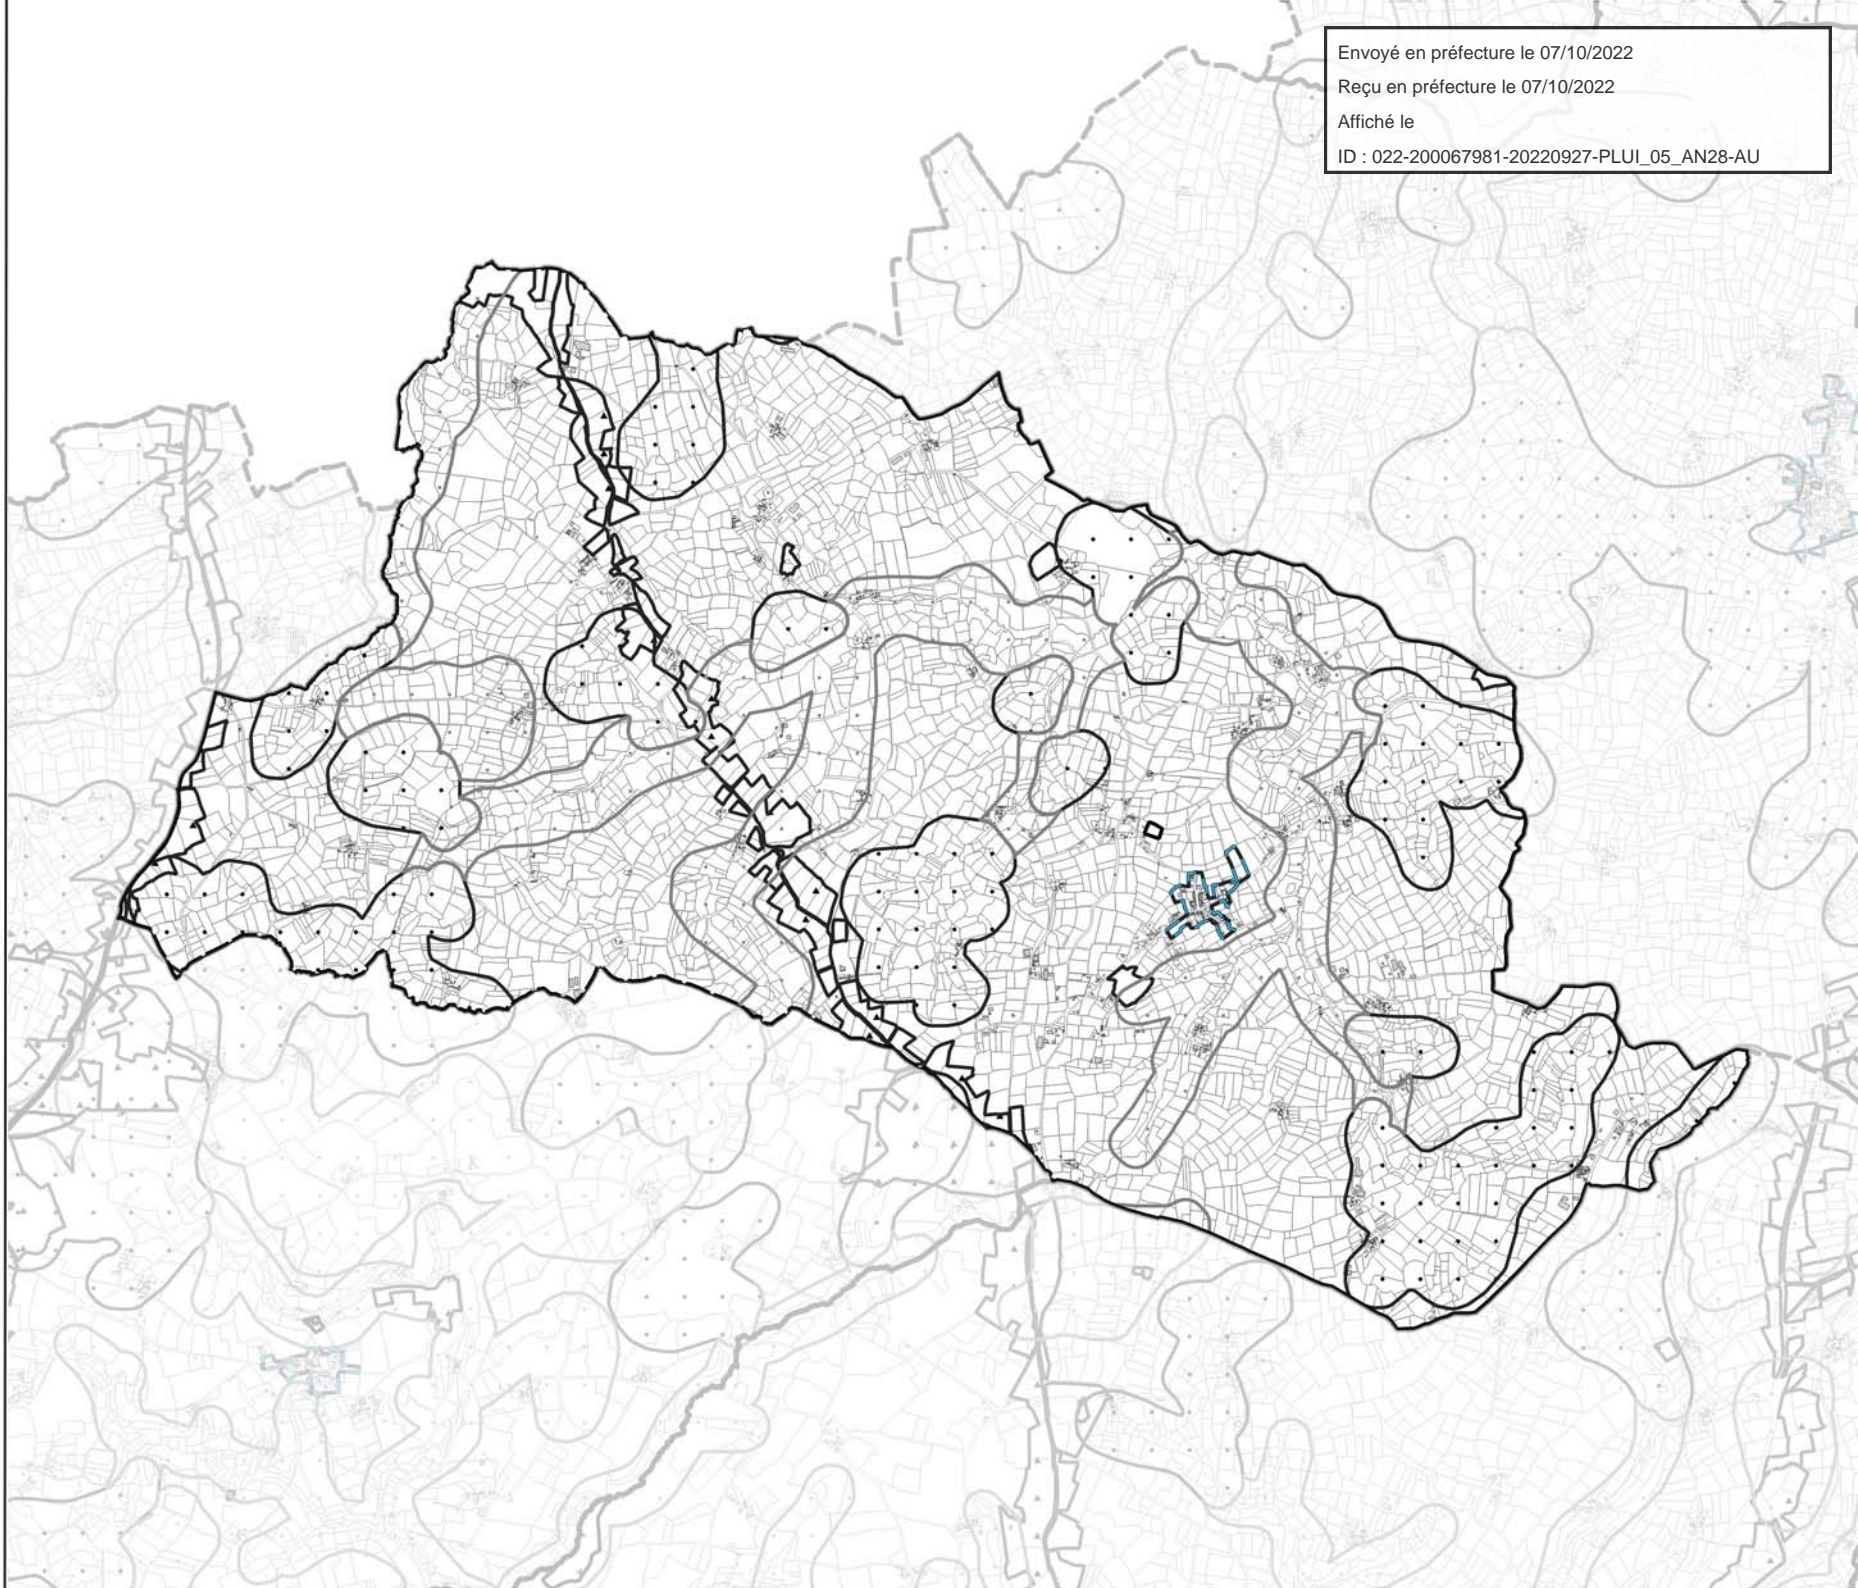 Envoyé en préfecture le 07/10/2022
Reçu en préfecture le 07/10/2022
Affiché le
ID : 022-200067981-20220927-PLUI_05_AN28-AU